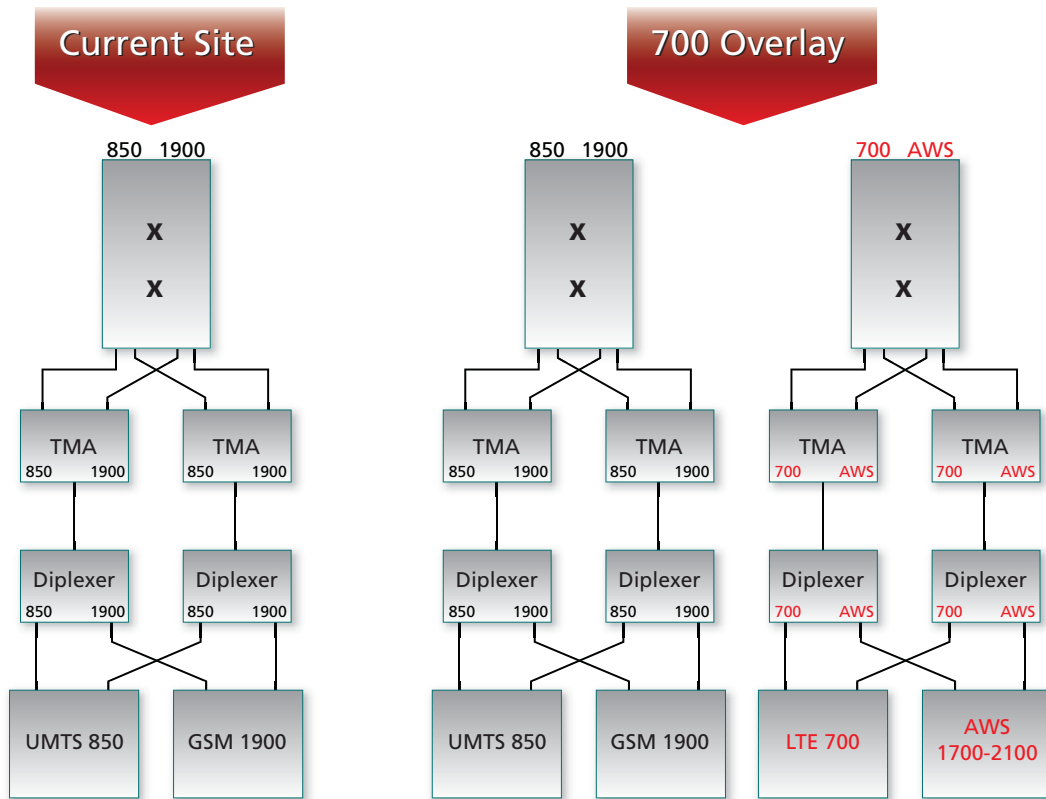 Current Site
700 Overlay
850 1900
850 1900
700 AWS
X
X
X
X
X
X
TMA
850 1900
TMA
850 1900
TMA
850 1900
TMA
850 1900
TMA
700 AWS
TMA
700 AWS
Diplexer
850 1900
Diplexer
850 1900
Diplexer
850 1900
Diplexer
850 1900
Diplexer
700 AWS
Diplexer
700 AWS
UMTS 850
GSM 1900
UMTS 850
GSM 1900
LTE 700
AWS
1700-2100